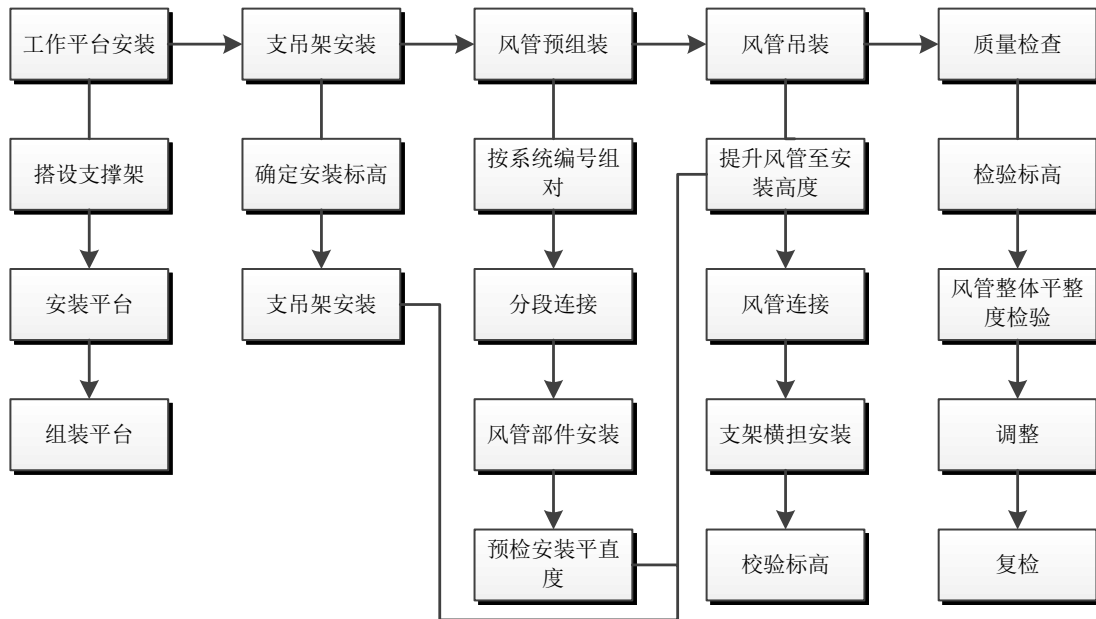 工作平台安装
支吊架安装
风管预组装
风管吊装
质量检查
搭设支撑架
确定安装标高
按系统编号组
对
提升风管至安
装高度
检验标高
安装平台
支吊架安装
分段连接
风管连接
风管整体平整
度检验
组装平台
风管部件安装
支架横担安装
调整
预检安装平直
度
校验标高
复检